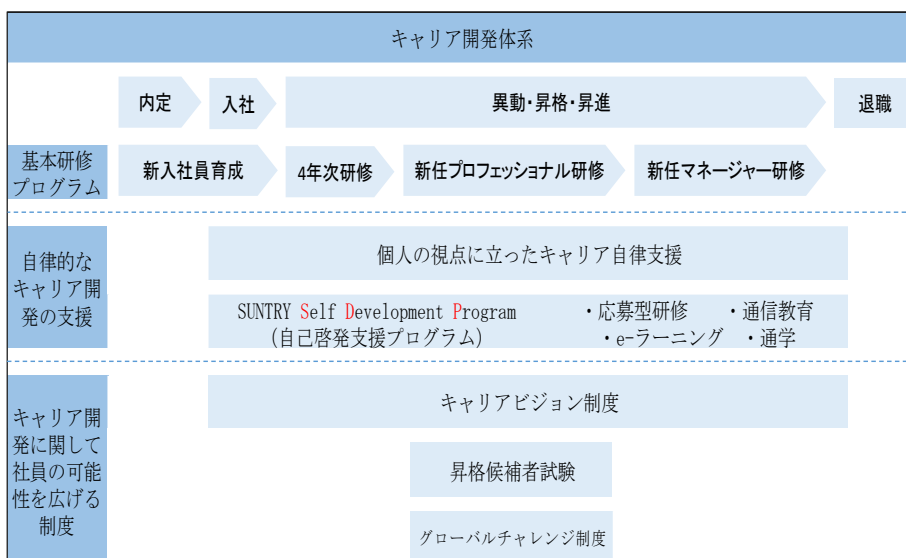 キャリア開発体系
内定
入社
異動・昇格・昇進
退職
基本研修
プログラム
新入社員育成
4年次研修
新任プロフェッショナル研修
新任マネージャー研修
自律的な
キャリア開
発の支援
個人の視点に立ったキャリア自律支援
SUNTRY Self Development Program
(自己啓発支援プログラム)
・応募型研修 ・通信教育
・e-ラーニング ・通学
キャリア開
発に関して
社員の可能
性を広げる
制度
キャリアビジョン制度
昇格候補者試験
グローバルチャレンジ制度